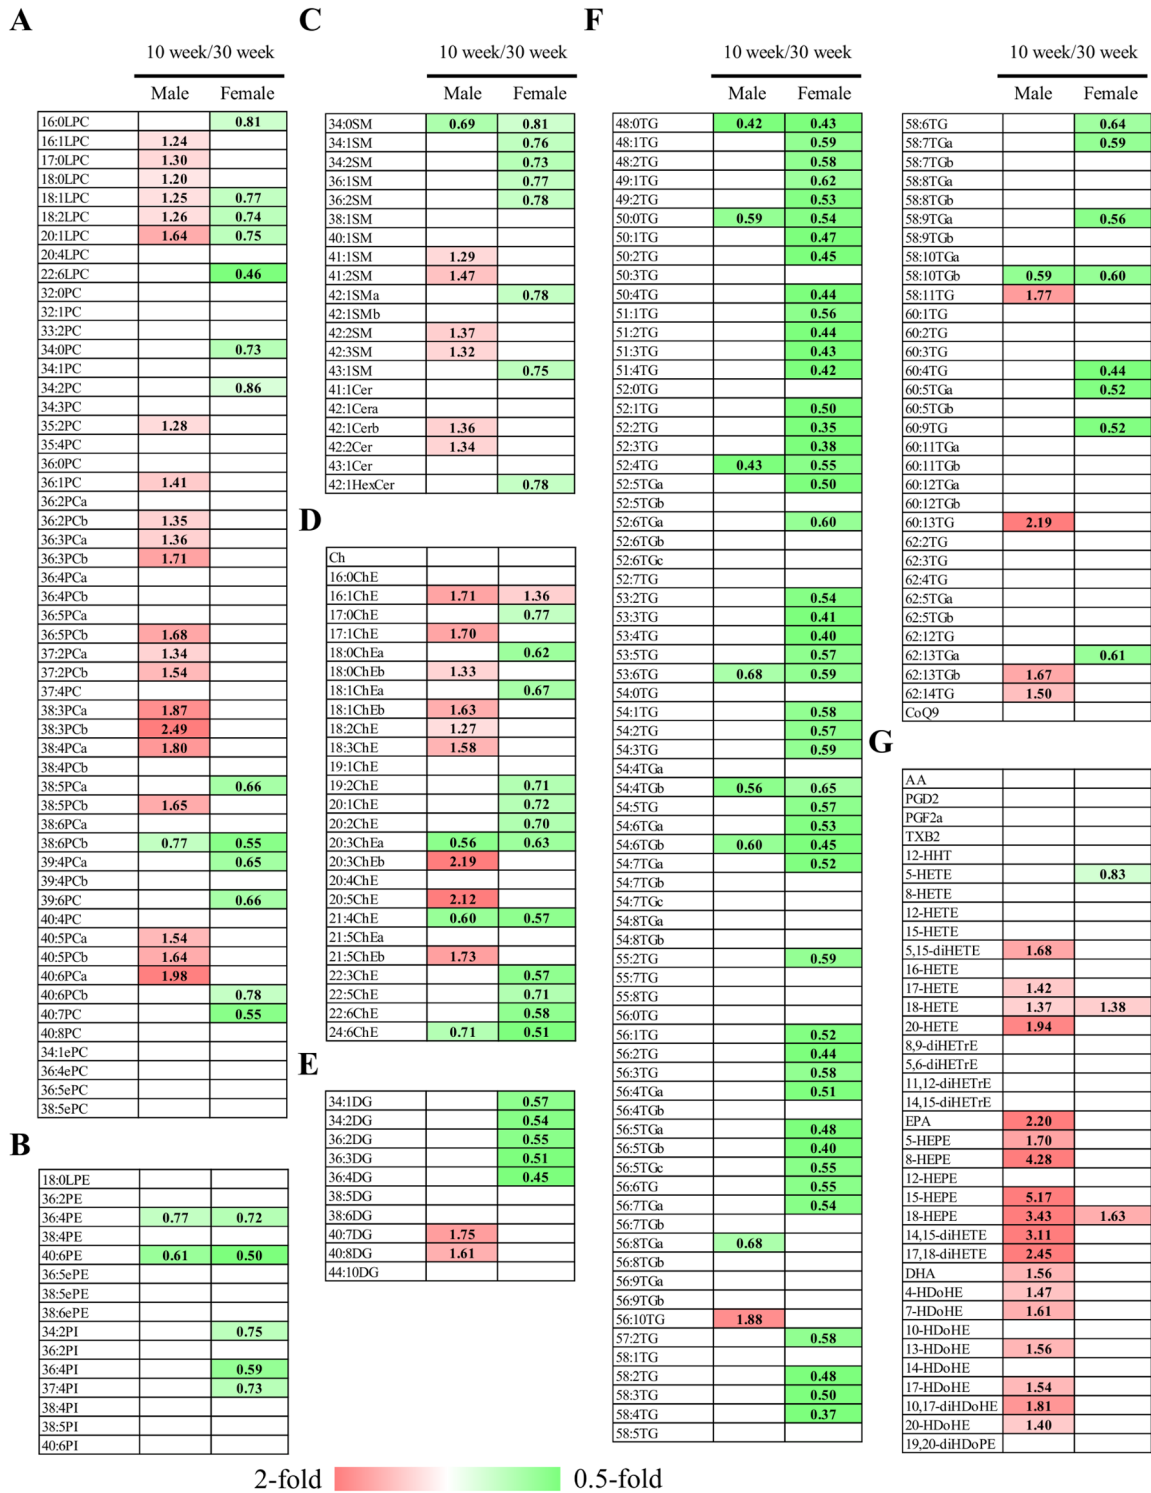 A
10 week/30 week
Male Female
16:0LPC 0.81
16:1LPC 1.24
17:0LPC 1.30
18:0LPC 1.20
18:1LPC 1.25 0.77
18:2LPC 1.26 0.74
20:1LPC 1.64 0.75
20:4LPC
22:6LPC 0.46
32:0PC
32:1PC
33:2PC
34:0PC 0.73
34:1PC
34:2PC 0.86
34:3PC
35:2PC 1.28
35:4PC
36:0PC
36:1PC 1.41
36:2PCa
36:2PCb 1.35
36:3PCa 1.36
36:3PCb 1.71
36:4PCa
36:4PCb
36:5PCa
36:5PCb 1.68
37:2PCa 1.34
37:2PCb 1.54
37:4PC
38:3PCa 1.87
38:3PCb 2.49
38:4PCa 1.80
38:4PCb
38:5PCa 0.66
38:5PCb 1.65
38:6PCa
38:6PCb 0.77 0.55
39:4PCa 0.65
39:4PCb
39:6PC 0.66
40:4PC
40:5PCa 1.54
40:5PCb 1.64
40:6PCa 1.98
40:6PCb 0.78
40:7PC 0.55
40:8PC
34:1ePC
36:4ePC
36:5ePC
38:5ePC
B
18:0LPE
36:2PE
36:4PE 0.77 0.72
38:4PE
40:6PE 0.61 0.50
36:5ePE
38:5ePE
38:6ePE
34:2PI 0.75
36:2PI
36:4PI 0.59
37:4PI 0.73
38:4PI
38:5PI
40:6PI
C
10 week/30 week
Male Female
34:0SM 0.69 0.81
34:1SM 0.76
34:2SM 0.73
36:1SM 0.77
36:2SM 0.78
38:1SM
40:1SM
41:1SM 1.29
41:2SM 1.47
42:1SMa 0.78
42:1SMb
42:2SM 1.37
42:3SM 1.32
43:1SM 0.75
41:1Cer
42:1Cera
42:1Cerb 1.36
42:2Cer 1.34
43:1Cer
42:1HexCer 0.78
D
Ch
16:0ChE
16:1ChE 1.71 1.36
17:0ChE 0.77
17:1ChE 1.70
18:0ChEa 0.62
18:0ChEb 1.33
18:1ChEa 0.67
18:1ChEb 1.63
18:2ChE 1.27
18:3ChE 1.58
19:1ChE
19:2ChE 0.71
20:1ChE 0.72
20:2ChE 0.70
20:3ChEa 0.56 0.63
20:3ChEb 2.19
20:4ChE
20:5ChE 2.12
21:4ChE 0.60 0.57
21:5ChEa
21:5ChEb 1.73
22:3ChE 0.57
22:5ChE 0.71
22:6ChE 0.58
24:6ChE 0.71 0.51
E
34:1DG 0.57
34:2DG 0.54
36:2DG 0.55
36:3DG 0.51
36:4DG 0.45
38:5DG
38:6DG
40:7DG 1.75
40:8DG 1.61
44:10DG
F
10 week/30 week
Male Female
48:0TG 0.42 0.43
48:1TG 0.59
48:2TG 0.58
49:1TG 0.62
49:2TG 0.53
50:0TG 0.59 0.54
50:1TG 0.47
50:2TG 0.45
50:3TG
50:4TG 0.44
51:1TG 0.56
51:2TG 0.44
51:3TG 0.43
51:4TG 0.42
52:0TG
52:1TG 0.50
52:2TG 0.35
52:3TG 0.38
52:4TG 0.43 0.55
52:5TGa 0.50
52:5TGb
52:6TGa 0.60
52:6TGb
52:6TGc
52:7TG
53:2TG 0.54
53:3TG 0.41
53:4TG 0.40
53:5TG 0.57
53:6TG 0.68 0.59
54:0TG
54:1TG 0.58
54:2TG 0.57
54:3TG 0.59
54:4TGa
54:4TGb 0.56 0.65
54:5TG 0.57
54:6TGa 0.53
54:6TGb 0.60 0.45
54:7TGa 0.52
54:7TGb
54:7TGc
54:8TGa
54:8TGb
55:2TG 0.59
55:7TG
55:8TG
56:0TG
56:1TG 0.52
56:2TG 0.44
56:3TG 0.58
56:4TGa 0.51
56:4TGb
56:5TGa 0.48
56:5TGb 0.40
56:5TGc 0.55
56:6TG 0.55
56:7TGa 0.54
56:7TGb
56:8TGa 0.68
56:8TGb
56:9TGa
56:9TGb
56:10TG 1.88
57:2TG 0.58
58:1TG
58:2TG 0.48
58:3TG 0.50
58:4TG 0.37
58:5TG
10 week/30 week
Male Female
58:6TG 0.64
58:7TGa 0.59
58:7TGb
58:8TGa
58:8TGb
58:9TGa 0.56
58:9TGb
58:10TGa
58:10TGb 0.59 0.60
58:11TG 1.77
60:1TG
60:2TG
60:3TG
60:4TG 0.44
60:5TGa 0.52
60:5TGb
60:9TG 0.52
60:11TGa
60:11TGb
60:12TGa
60:12TGb
60:13TG 2.19
62:2TG
62:3TG
62:4TG
62:5TGa
62:5TGb
62:12TG
62:13TGa 0.61
62:13TGb 1.67
62:14TG 1.50
CoQ9
G
AA
PGD2
PGF2a
TXB2
12-HHT
5-HETE 0.83
8-HETE
12-HETE
15-HETE
5,15-diHETE 1.68
16-HETE
17-HETE 1.42
18-HETE 1.37 1.38
20-HETE 1.94
8,9-diHETrE
5,6-diHETrE
11,12-diHETrE
14,15-diHETrE
EPA 2.20
5-HEPE 1.70
8-HEPE 4.28
12-HEPE
15-HEPE 5.17
18-HEPE 3.43 1.63
14,15-diHETE 3.11
17,18-diHETE 2.45
DHA 1.56
4-HDoHE 1.47
7-HDoHE 1.61
10-HDoHE
13-HDoHE 1.56
14-HDoHE
17-HDoHE 1.54
10,17-diHDoHE 1.81
20-HDoHE 1.40
19,20-diHDoPE
2-fold 0.5-fold